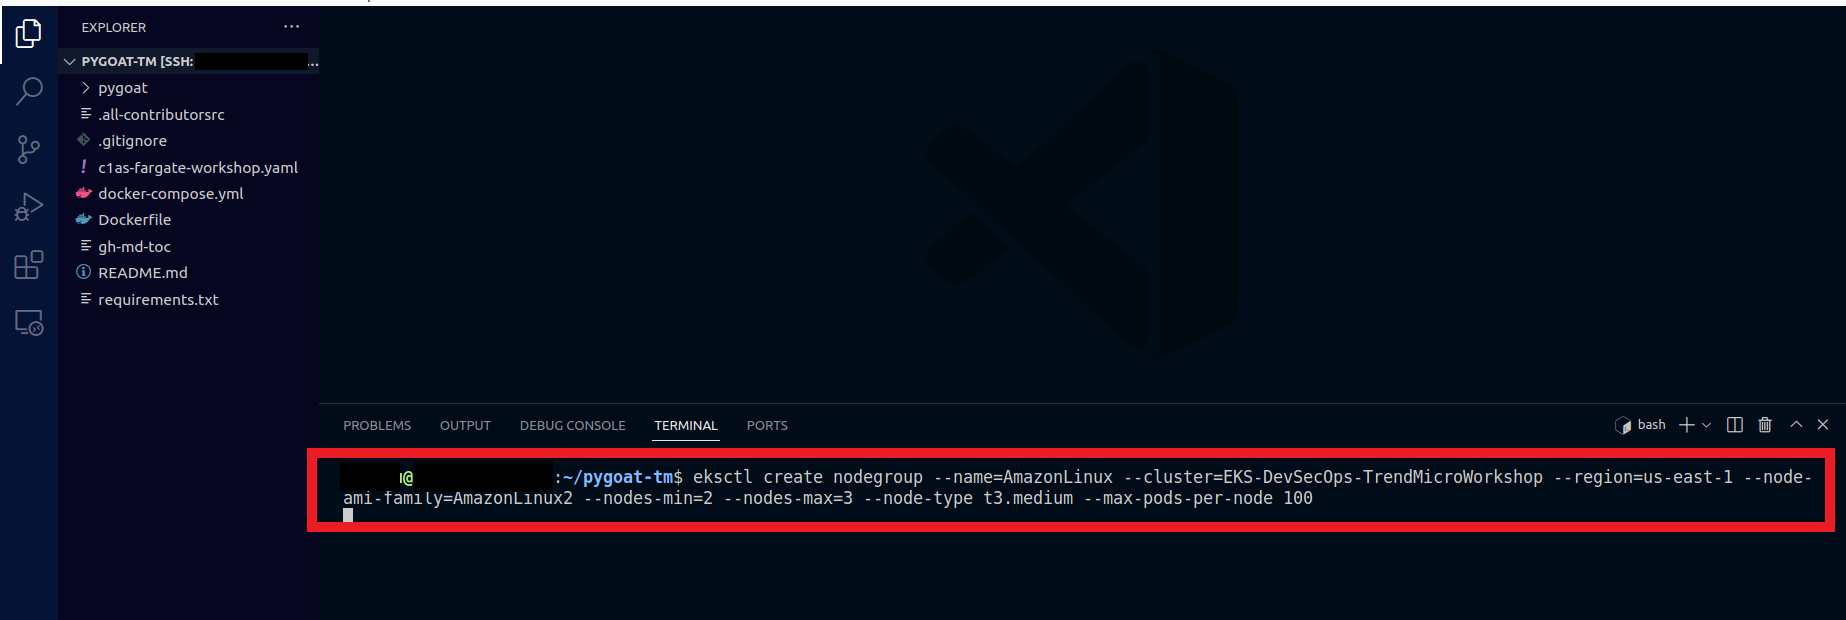 EXPLORER
PYGOAT-TM [SSH: ...
pygoat
.all-contributorsrc
.gitignore
c1as-fargate-workshop.yaml
docker-compose.yml
Dockerfile
gh-md-toc
README.md
requirements.txt
PROBLEMS OUTPUT DEBUG CONSOLE TERMINAL PORTS
bash
@ :~/pygoat-tm$ eksctl create nodegroup --name=AmazonLinux --cluster=EKS-DevSecOps-TrendMicroWorkshop --region=us-east-1 --node-
ami-family=AmazonLinux2 --nodes-min=2 --nodes-max=3 --node-type t3.medium --max-pods-per-node 100